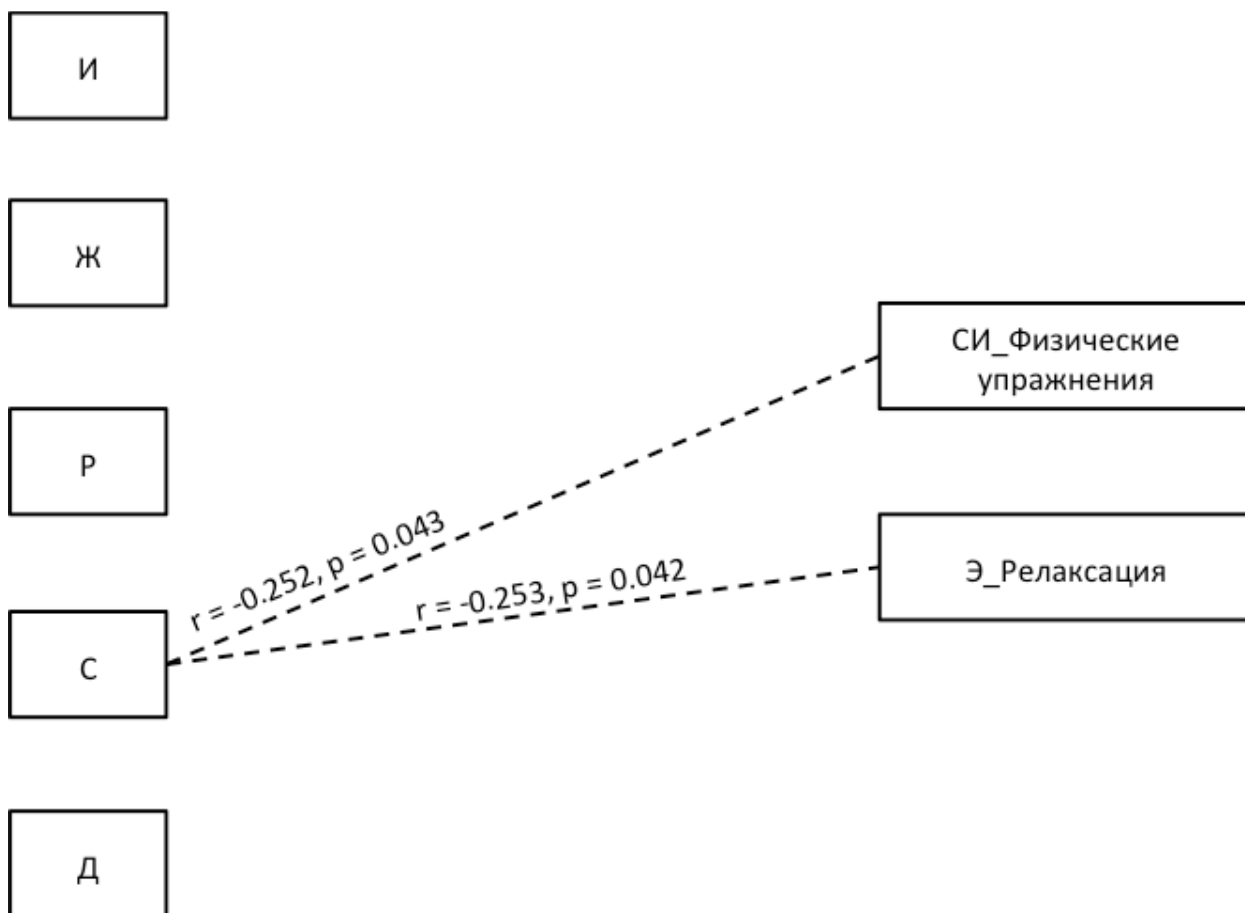 И
Ж
СИ_Физические
упражнения
Р
r = -0.252, p = 0.043
Э_Релаксация
r = -0.253, p = 0.042
С
Д